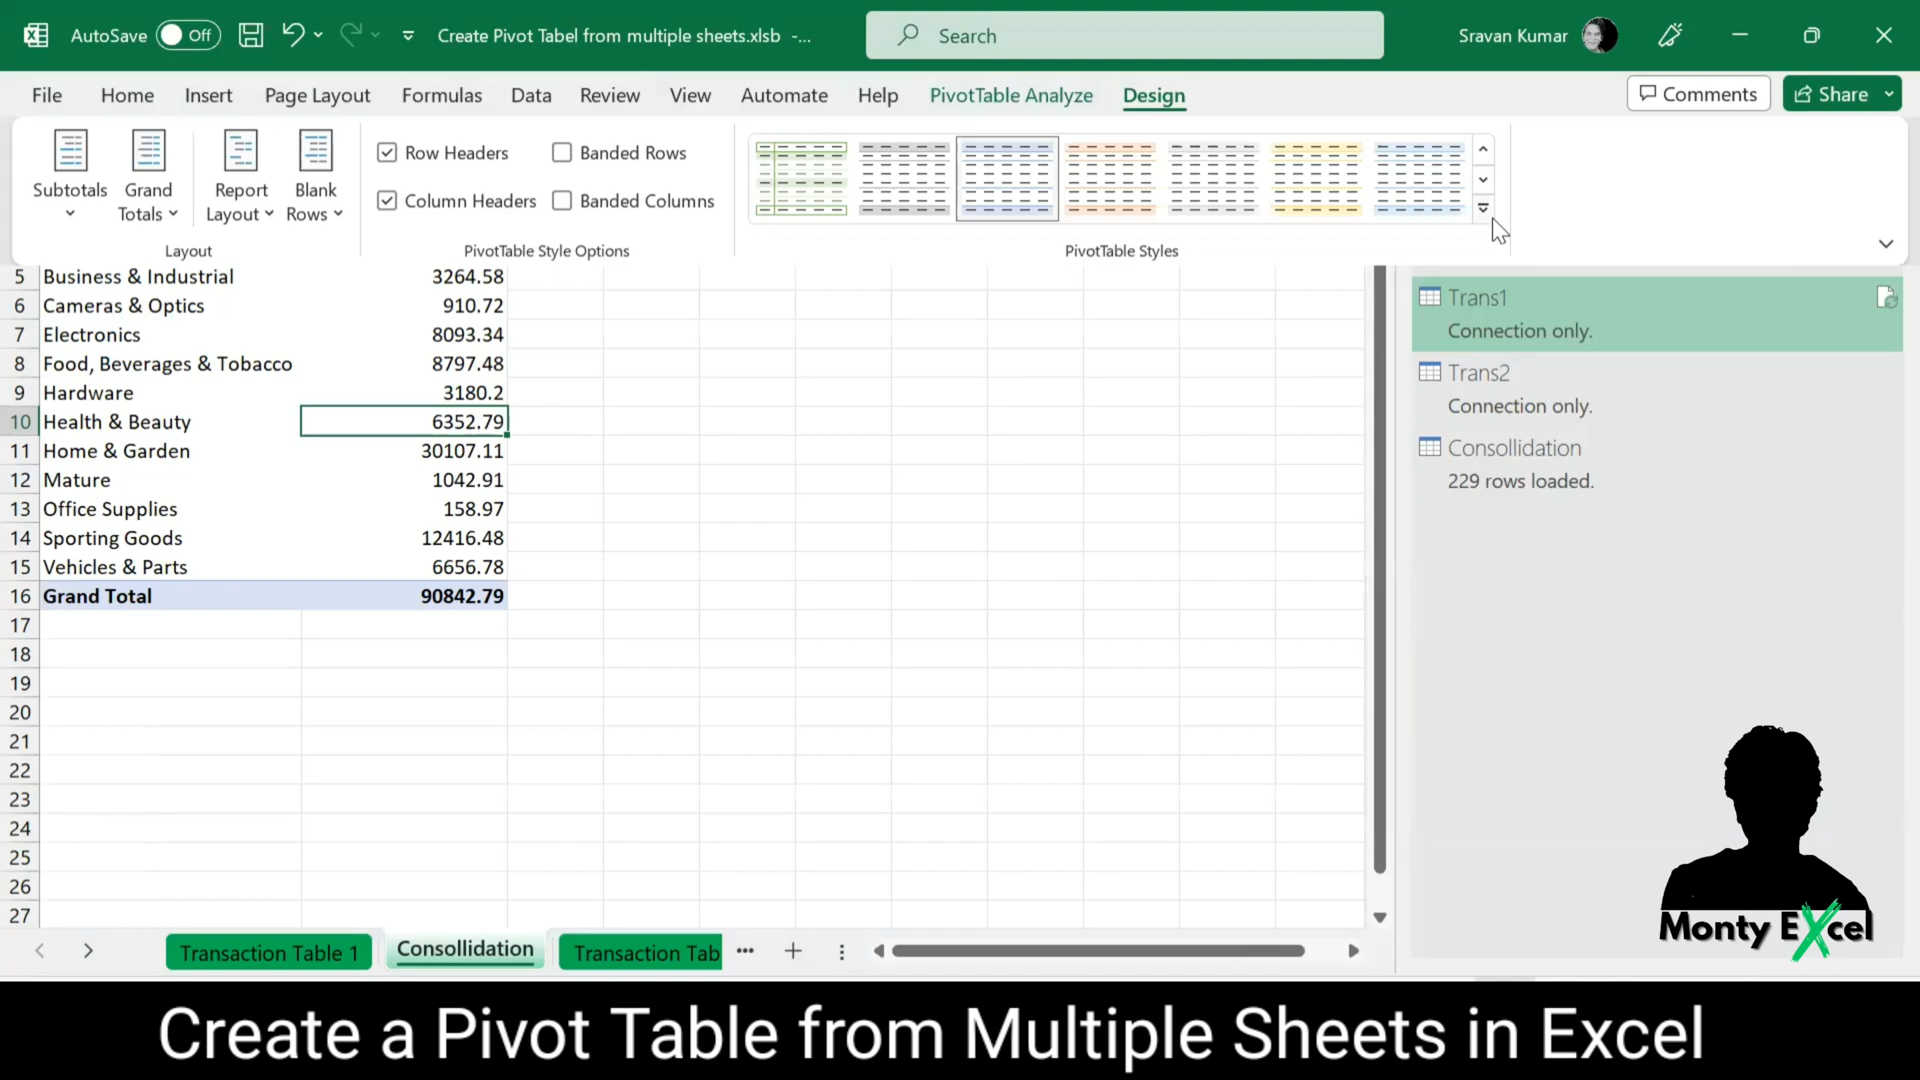 AutoSave Off Create Pivot Tabel from multiple sheets.xlsb -... Search Sravan Kumar
File Home Insert Page Layout Formulas Data Review View Automate Help PivotTable Analyze Design Comments Share
Subtotals Grand Totals Report Layout Blank Rows
Row Headers Banded Rows
Column Headers Banded Columns
Layout PivotTable Style Options PivotTable Styles
5 Business & Industrial 3264.58
6 Cameras & Optics 910.72
7 Electronics 8093.34
8 Food, Beverages & Tobacco 8797.48
9 Hardware 3180.2
10 Health & Beauty 6352.79
11 Home & Garden 30107.11
12 Mature 1042.91
13 Office Supplies 158.97
14 Sporting Goods 12416.48
15 Vehicles & Parts 6656.78
16 Grand Total 90842.79
17
18
19
20
21
22
23
24
25
26
27
Trans1
Connection only.
Trans2
Connection only.
Consollidation
229 rows loaded.
Monty Excel
Transaction Table 1 Consollidation Transaction Tab ...
Create a Pivot Table from Multiple Sheets in Excel